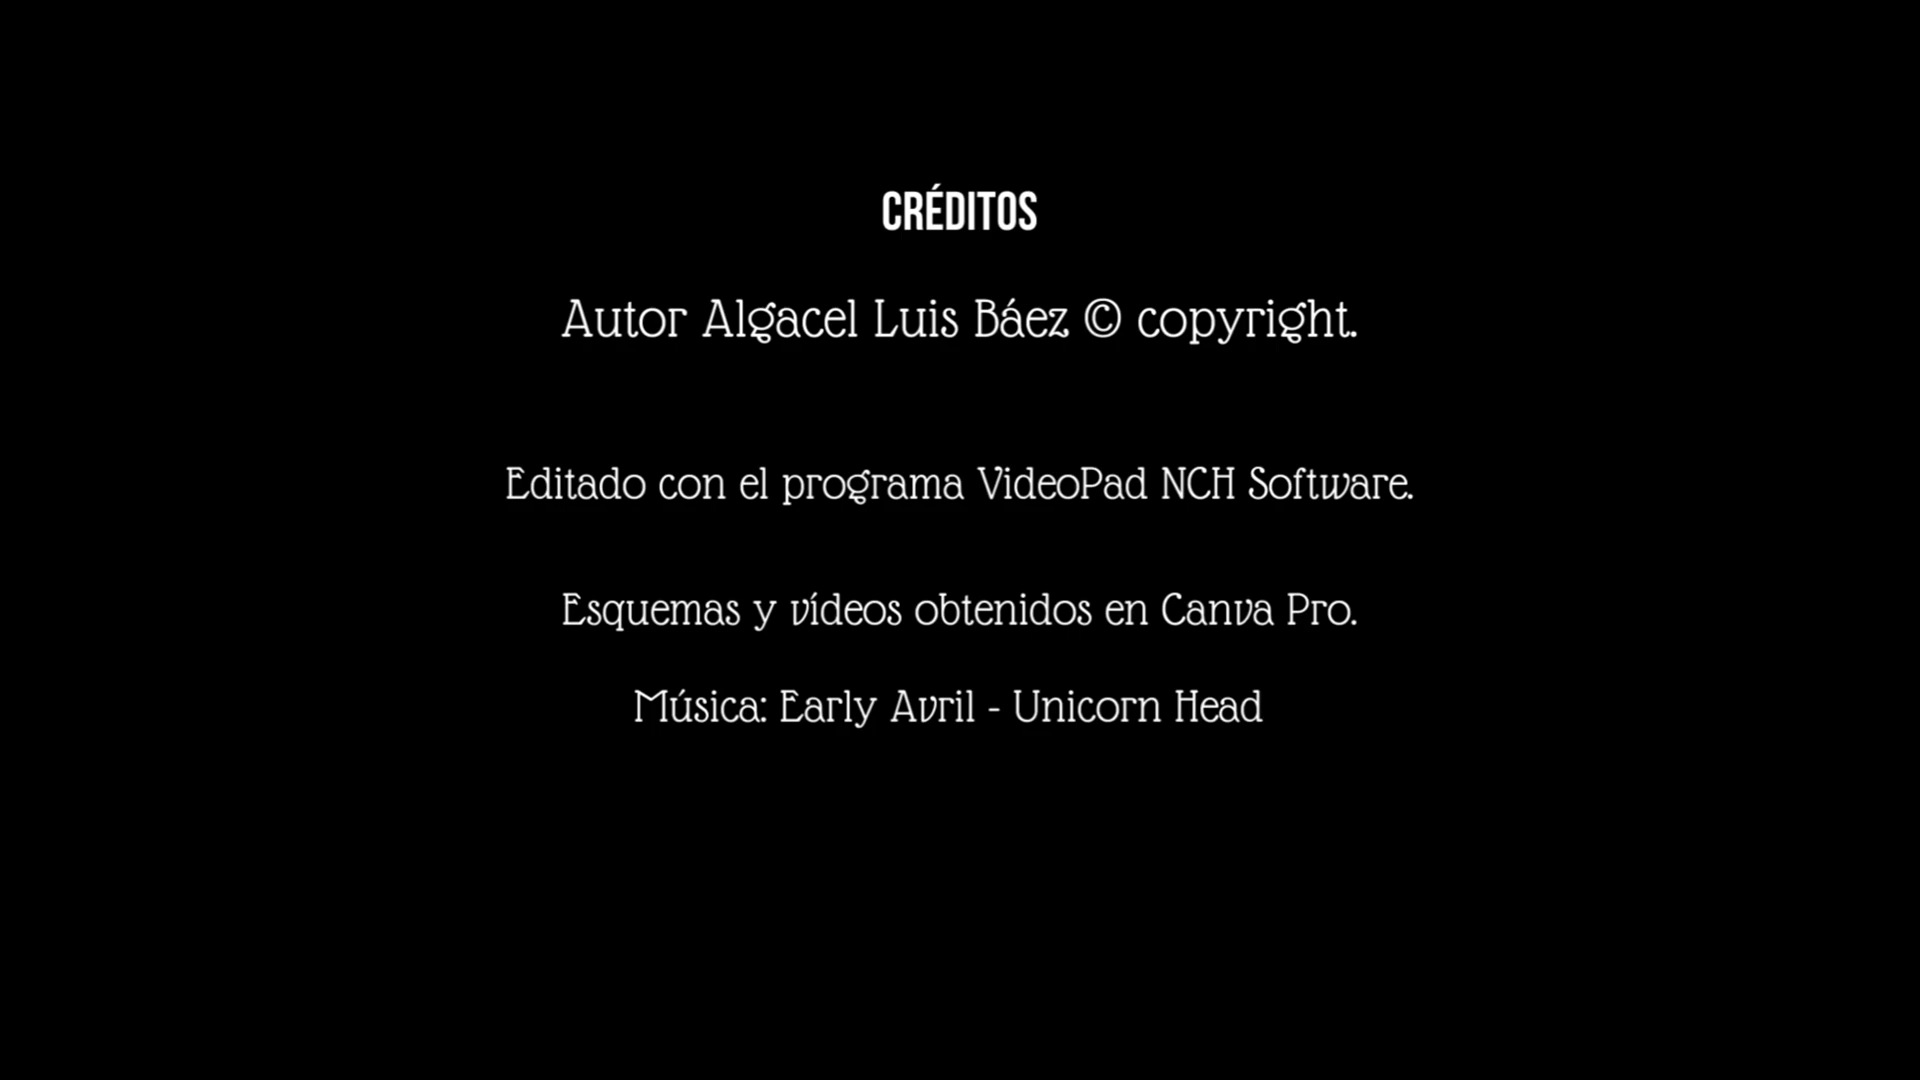 CRÉDITOS
Autor Algacel Luis Báez © copyright.
Editado con el programa VideoPad NCH Software.
Esquemas y vídeos obtenidos en Canva Pro.
Música: Early Avril - Unicorn Head